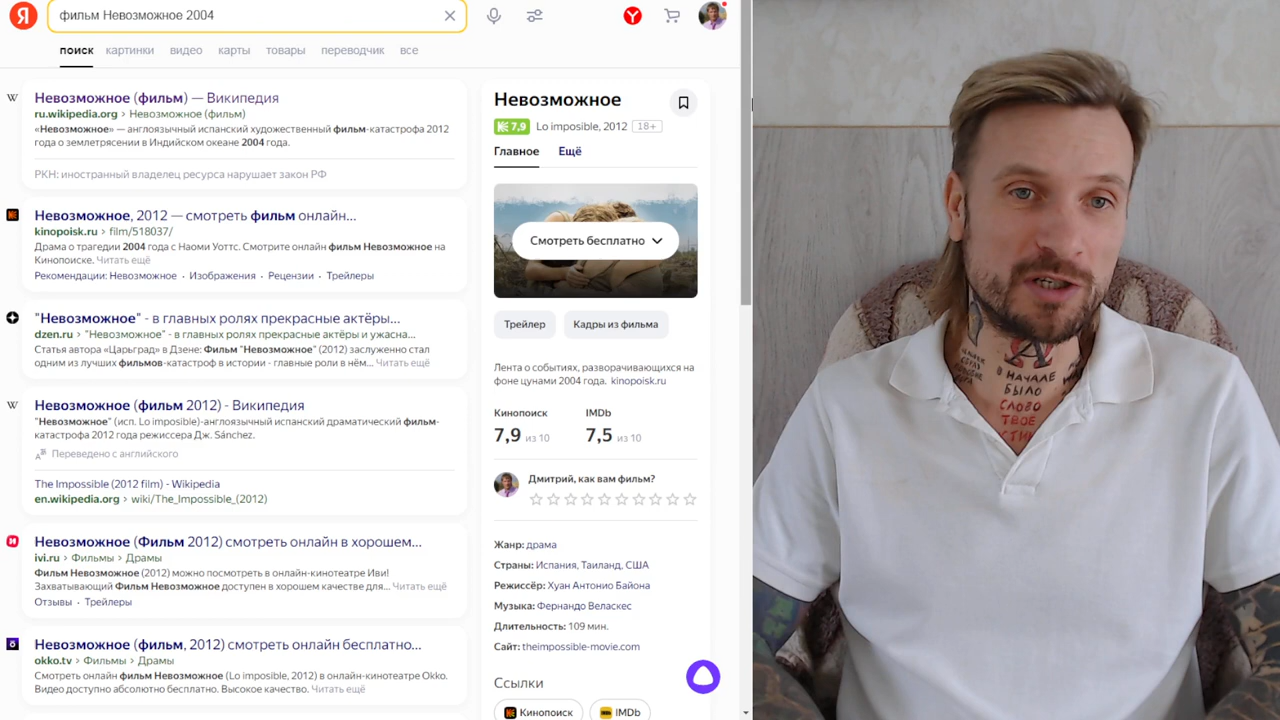 Я
фильм Невозможное 2004
Y
поиск картинки видео карты товары переводчик все
W
Невозможное (фильм) — Википедия
ru.wikipedia.org › Невозможное (фильм)
«Невозможное» — англоязычный испанский художественный фильм-катастрофа 2012
года о землетрясении в Индийском океане 2004 года.
РКН: иностранный владелец ресурса нарушает закон РФ
Невозможное, 2012 — смотреть фильм онлайн...
kinopoisk.ru › film/518037/
Драма о трагедии 2004 года с Наоми Уоттс. Смотрите онлайн фильм Невозможное на
Кинопоиске. Читать ещё
Рекомендации: Невозможное · Изображения · Рецензии · Трейлеры
"Невозможное" - в главных ролях прекрасные актёры...
dzen.ru › "Невозможное" - в главных ролях прекрасные актёры и ужасна...
Статья автора «Царьград» в Дзене: Фильм "Невозможное" (2012) заслуженно стал
одним из лучших фильмов-катастроф в истории - главные роли в нём... Читать ещё
W
Невозможное (фильм 2012) - Википедия
"Невозможное" (исп. Lo imposible)-англоязычный испанский драматический фильм-
катастрофа 2012 года режиссера Дж. Sánchez.
Переведено с английского
The Impossible (2012 film) - Wikipedia
en.wikipedia.org › wiki/The_Impossible_(2012)
Невозможное (Фильм 2012) смотреть онлайн в хорошем...
ivi.ru › Фильмы › Драмы
Фильм Невозможное (2012) можно посмотреть в онлайн-кинотеатре Иви!
Захватывающий Фильм Невозможное доступен в хорошем качестве для... Читать ещё
Отзывы · Трейлеры
Невозможное (фильм, 2012) смотреть онлайн бесплатно...
okko.tv › Фильмы › Драмы
Смотреть онлайн фильм Невозможное (Lo imposible, 2012) в онлайн-кинотеатре Okko.
Видео доступно абсолютно бесплатно. Высокое качество. Читать ещё
Невозможное
7,9 Lo imposible, 2012 18+
Главное Ещё
Смотреть бесплатно
Трейлер Кадры из фильма
Лента о событиях, разворачивающихся на
фоне цунами 2004 года. kinopoisk.ru
Кинопоиск IMDb
7,9 из 10 7,5 из 10
Дмитрий, как вам фильм?
Жанр: драма
Страны: Испания, Таиланд, США
Режиссёр: Хуан Антонио Байона
Музыка: Фернандо Веласкес
Длительность: 109 мин.
Сайт: theimpossible-movie.com
Ссылки
Кинопоиск IMDb
А
В НАЧАЛЕ
БЫЛО
СЛОВО
ТВОЕ